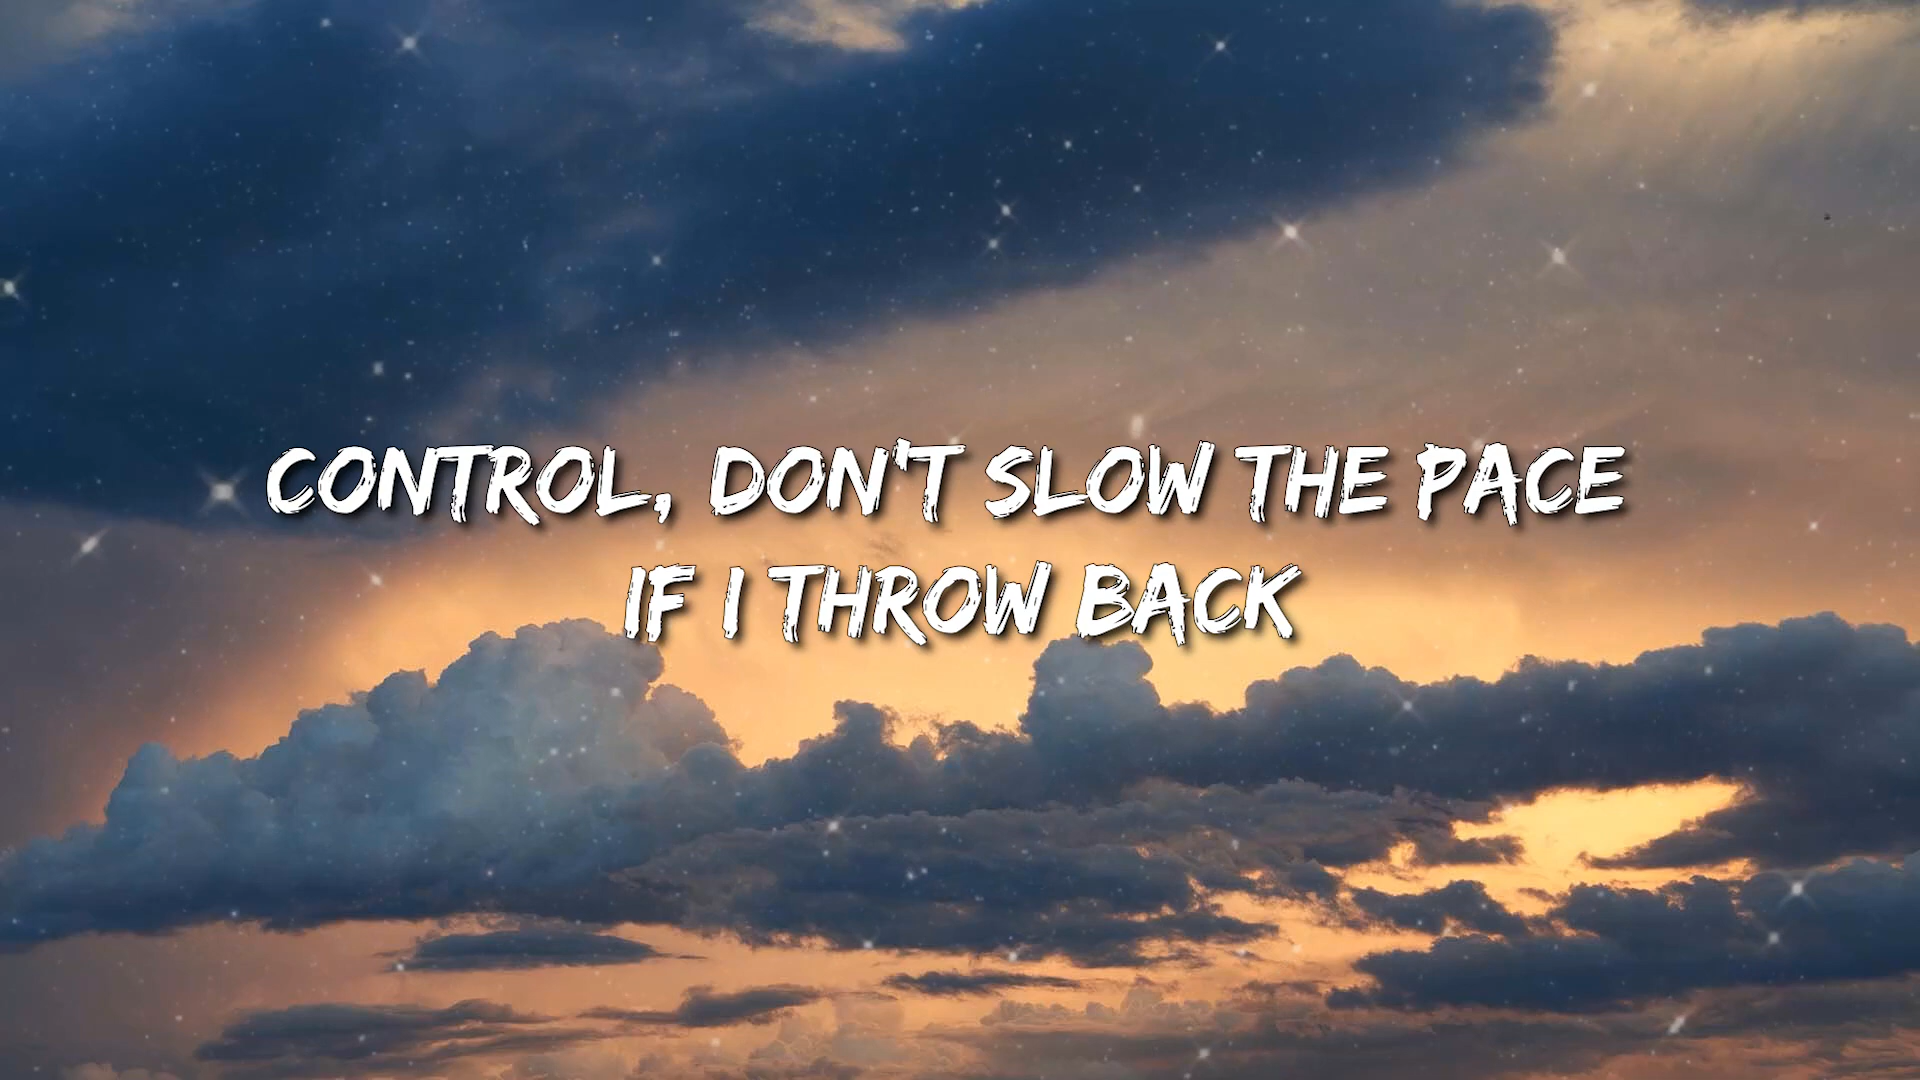 CONTROL, DON'T SLOW THE PACE
IF I THROW BACK